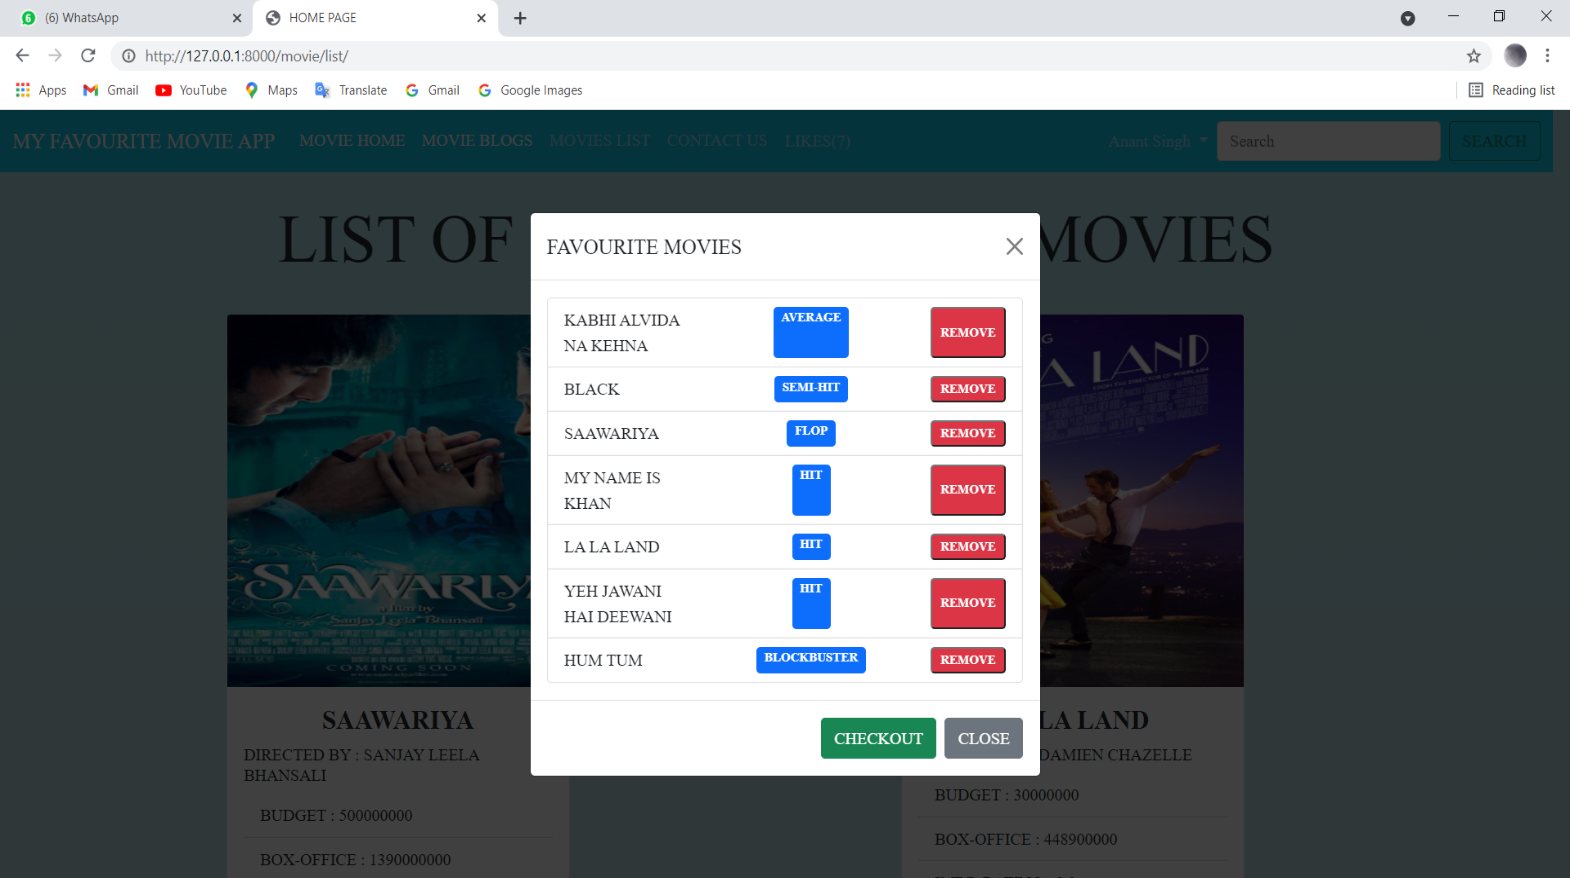 (6) WhatsApp
HOME PAGE
http://127.0.0.1:8000/movie/list/
Apps Gmail YouTube Maps Translate Gmail Google Images Reading list
MY FAVOURITE MOVIE APP MOVIE HOME MOVIE BLOGS MOVIES LIST CONTACT US LIKES(7) Anant Singh Search SEARCH
LIST OF MOVIES
FAVOURITE MOVIES
KABHI ALVIDA
NA KEHNA
AVERAGE
REMOVE
BLACK SEMI-HIT REMOVE
SAAWARIYA FLOP REMOVE
MY NAME IS
KHAN
HIT
REMOVE
LA LA LAND HIT REMOVE
YEH JAWANI
HAI DEEWANI
HIT
REMOVE
HUM TUM BLOCKBUSTER REMOVE
CHECKOUT CLOSE
SAAWARIY
a film by
Sanjay Leela Bhansali
COMING SOON
SAAWARIYA
DIRECTED BY : SANJAY LEELA
BHANSALI
BUDGET : 500000000
BOX-OFFICE : 1390000000
A LAND
LA LAND
DAMIEN CHAZELLE
BUDGET : 30000000
BOX-OFFICE : 448900000